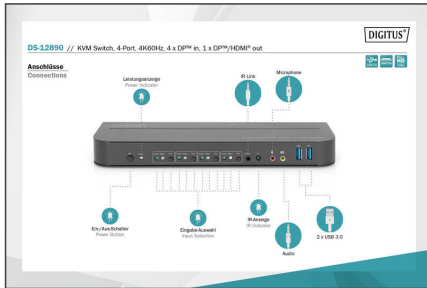 DIGITUS®
DS-12890 // KVM Switch, 4-Port, 4K60Hz, 4 x DP™ in, 1 x DP™/HDMI® out
Anschlüsse
Connections
Leistungsanzeige
Power Indicator
IR Link
Microphone
Ein-/Aus-Schalter
Power Button
Eingabe-Auswahl
Input Selection
IR-Anzeige
IR Indicator
Audio
2 x USB 3.0